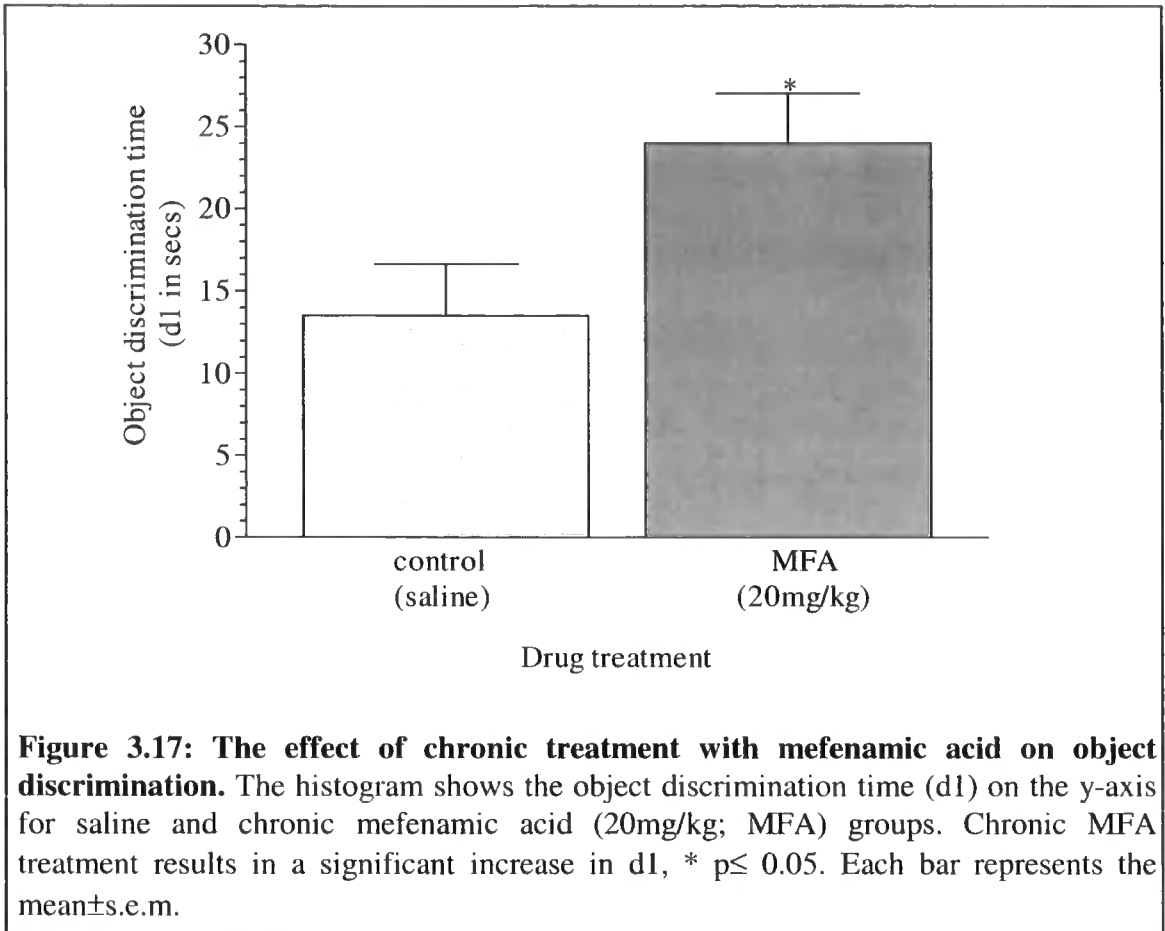 30
25
20
15
10
5
0
Object discrimination time
(d1 in secs)
*
control
(saline)
MFA
(20mg/kg)
Drug treatment
Figure 3.17: The effect of chronic treatment with mefenamic acid on object
discrimination. The histogram shows the object discrimination time (d1) on the y-axis
for saline and chronic mefenamic acid (20mg/kg; MFA) groups. Chronic MFA
treatment results in a significant increase in d1, * p≤ 0.05. Each bar represents the
mean±s.e.m.